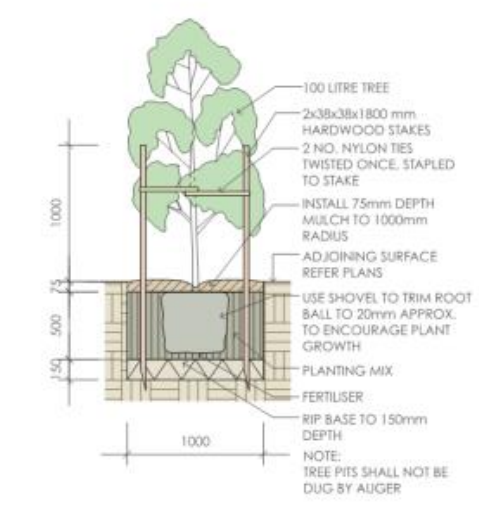 100 LITRE TREE
2x38x38x1800 mm
HARDWOOD STAKES
2 NO. NYLON TIES
TWISTED ONCE, STAPLED
TO STAKE
INSTALL 75mm DEPTH
MULCH TO 1000mm
RADIUS
ADJOINING SURFACE
REFER PLANS
USE SHOVEL TO TRIM ROOT
BALL TO 20mm APPROX.
TO ENCOURAGE PLANT
GROWTH
PLANTING MIX
FERTILISER
RIP BASE TO 150mm
DEPTH
NOTE:
TREE PITS SHALL NOT BE
DUG BY AUGER
1000
75
500
150
1000